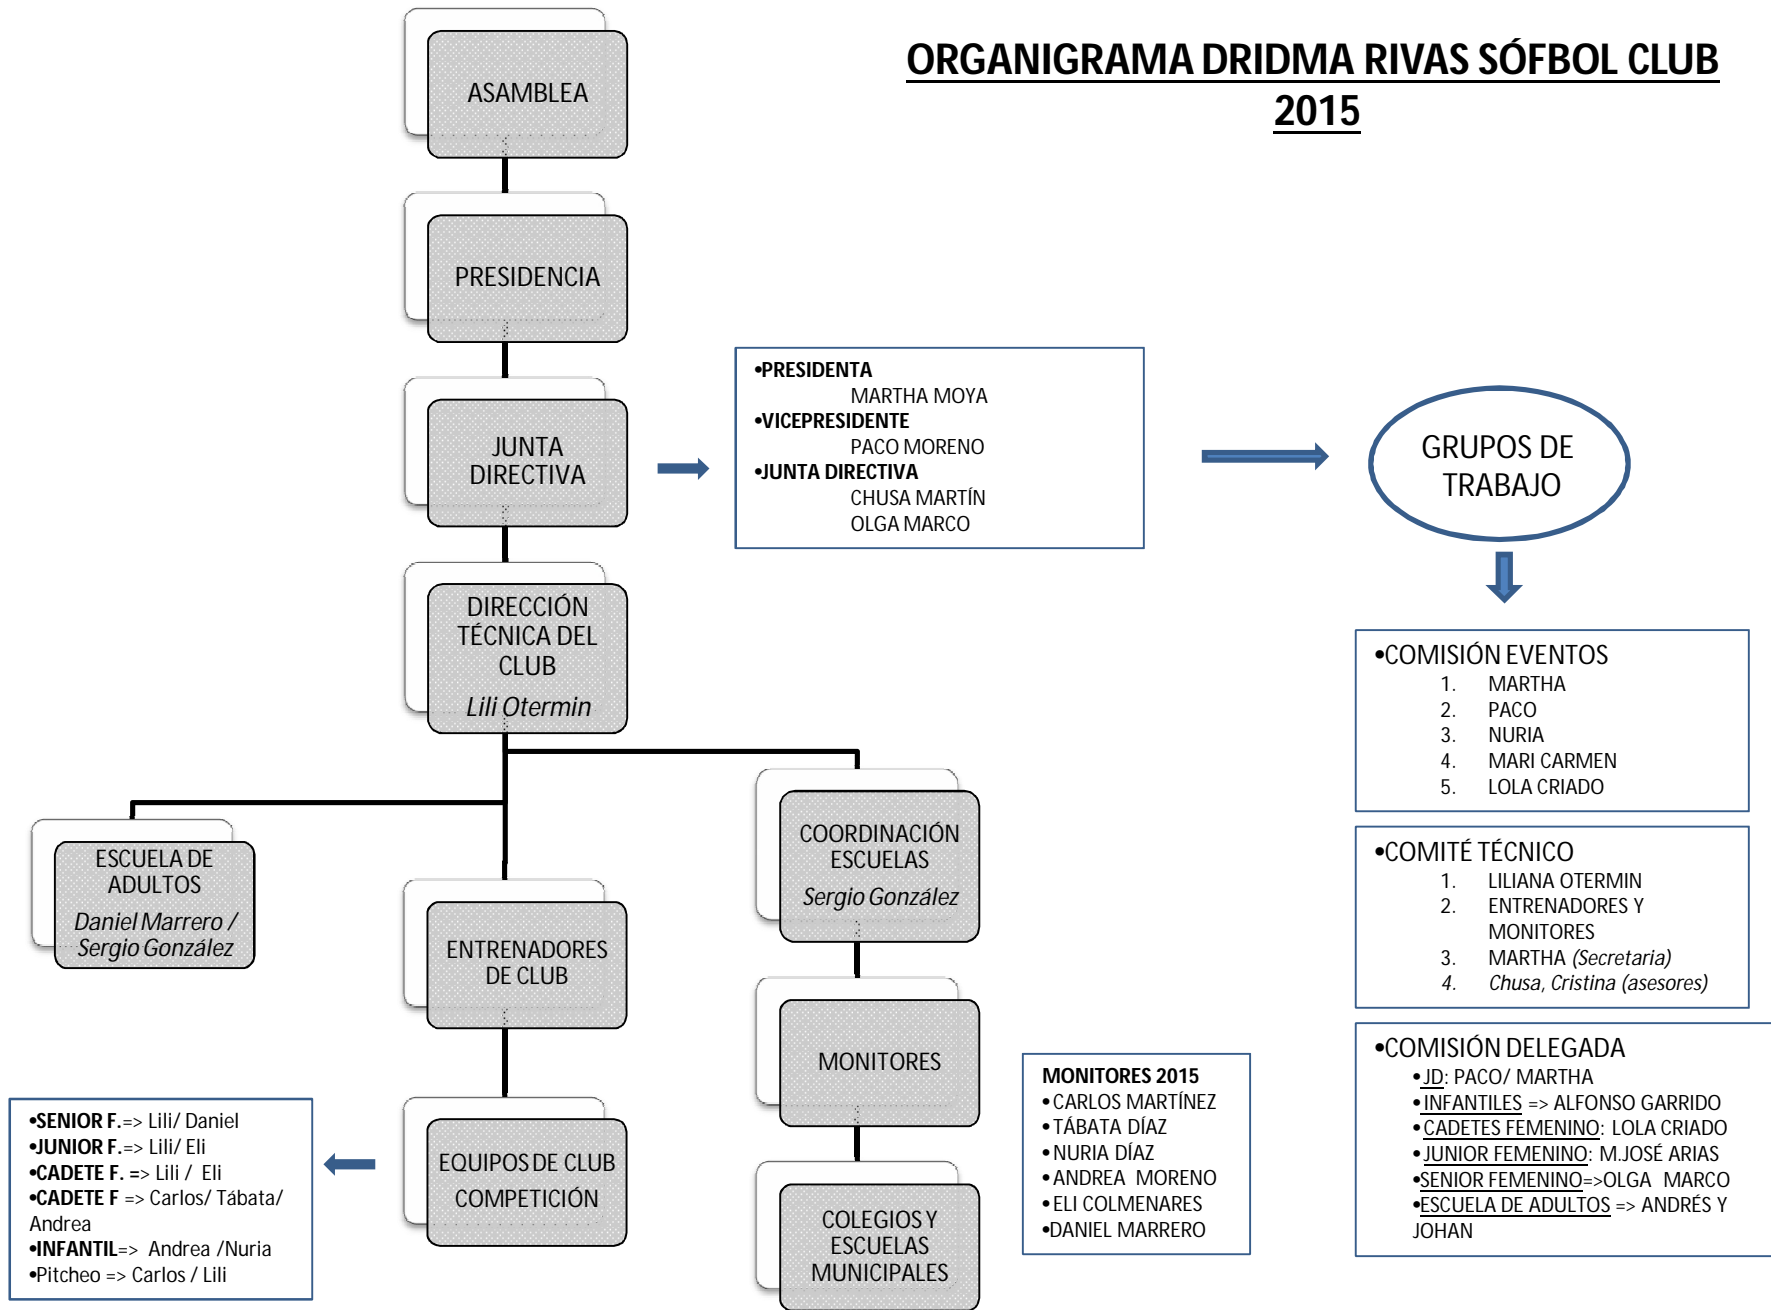 ORGANIGRAMA DRIDMA RIVAS SÓFBOL CLUB
2015
ASAMBLEA
PRESIDENCIA
JUNTA
DIRECTIVA
•PRESIDENTA
MARTHA MOYA
•VICEPRESIDENTE
PACO MORENO
•JUNTA DIRECTIVA
CHUSA MARTÍN
OLGA MARCO
GRUPOS DE
TRABAJO
DIRECCIÓN
TÉCNICA DEL
CLUB
Lili Otermin
ESCUELA DE
ADULTOS
Daniel Marrero /
Sergio González
ENTRENADORES
DE CLUB
EQUIPOS DE CLUB
COMPETICIÓN
•SENIOR F.=> Lili/ Daniel
•JUNIOR F.=> Lili/ Eli
•CADETE F. => Lili / Eli
•CADETE F => Carlos/ Tábata/
Andrea
•INFANTIL=> Andrea /Nuria
•Pitcheo => Carlos / Lili
COORDINACIÓN
ESCUELAS
Sergio González
MONITORES
COLEGIOS Y
ESCUELAS
MUNICIPALES
MONITORES 2015
•CARLOS MARTÍNEZ
•TÁBATA DÍAZ
•NURIA DÍAZ
•ANDREA MORENO
•ELI COLMENARES
•DANIEL MARRERO
•COMISIÓN EVENTOS
1. MARTHA
2. PACO
3. NURIA
4. MARI CARMEN
5. LOLA CRIADO
•COMITÉ TÉCNICO
1. LILIANA OTERMIN
2. ENTRENADORES Y
MONITORES
3. MARTHA (Secretaria)
4. Chusa, Cristina (asesores)
•COMISIÓN DELEGADA
•JD: PACO/ MARTHA
•INFANTILES => ALFONSO GARRIDO
•CADETES FEMENINO: LOLA CRIADO
•JUNIOR FEMENINO: M.JOSÉ ARIAS
•SENIOR FEMENINO=>OLGA MARCO
•ESCUELA DE ADULTOS => ANDRÉS Y
JOHAN